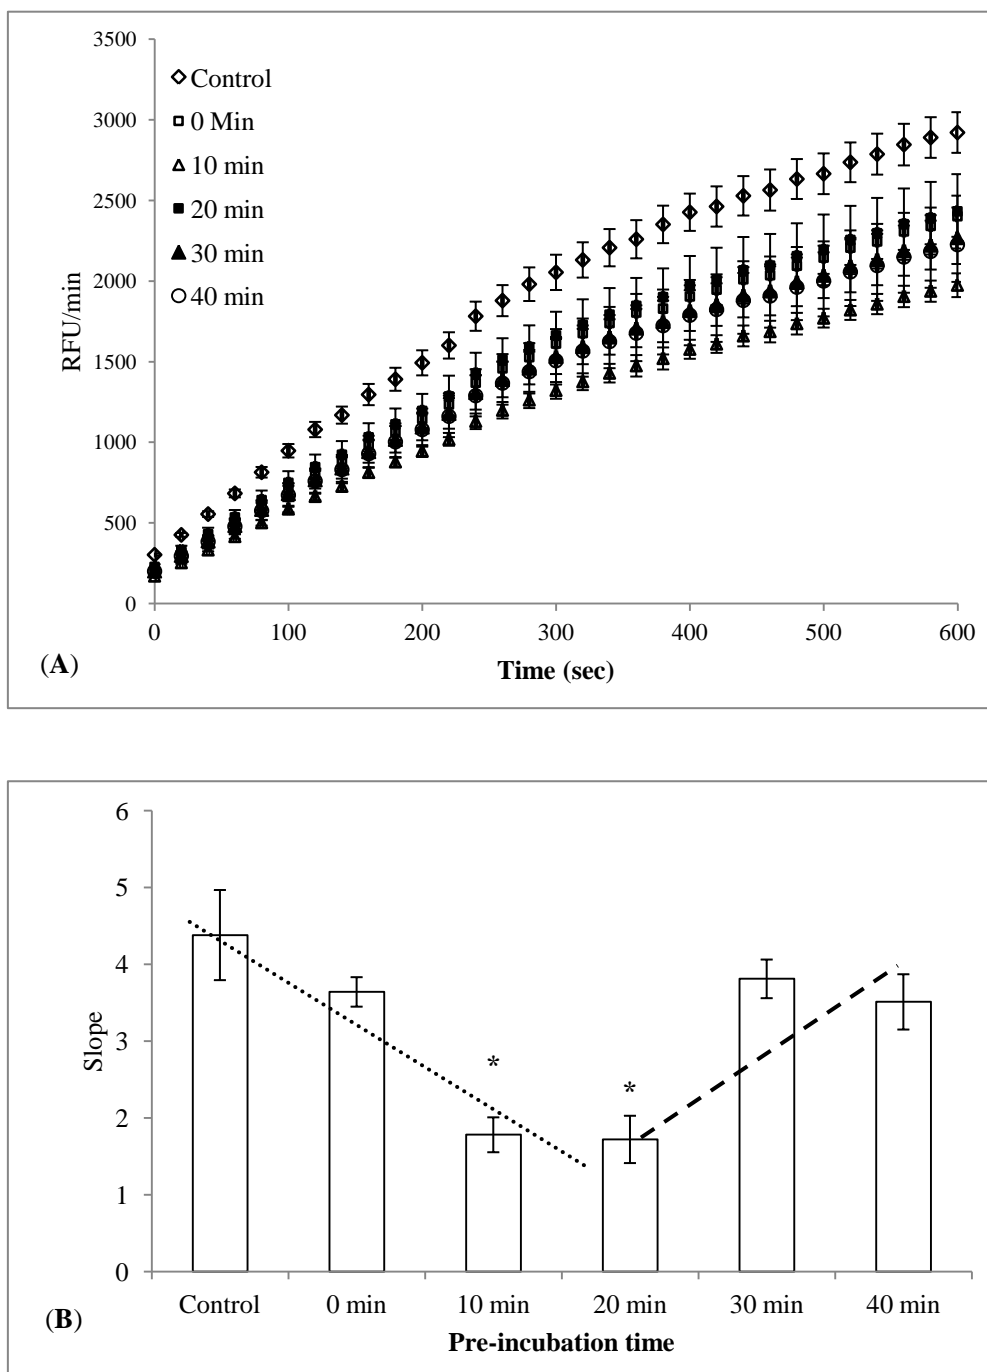 3500
3000
2500
2000
1500
1000
500
0
RFU/min
Control
0 Min
10 min
20 min
30 min
40 min
0 100 200 300 400 500 600
Time (sec)
(A)
6
5
4
3
2
1
0
Slope
*
*
Control 0 min 10 min 20 min 30 min 40 min
Pre-incubation time
(B)